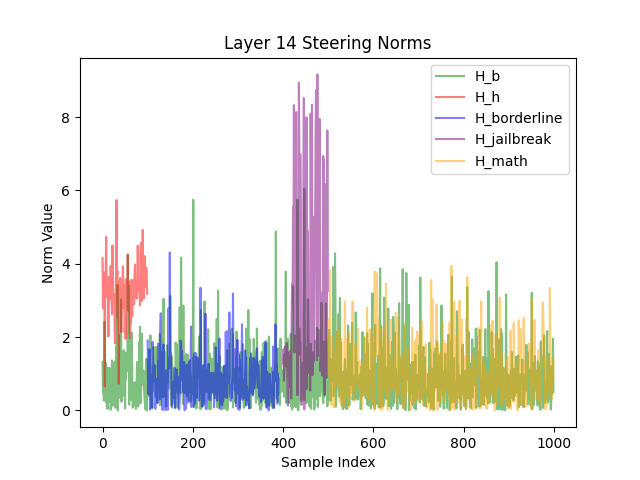 Layer 14 Steering Norms
H_b
H_h
H_borderline
H_jailbreak
H_math
Norm Value
8
6
4
2
0
0 200 400 600 800 1000
Sample Index